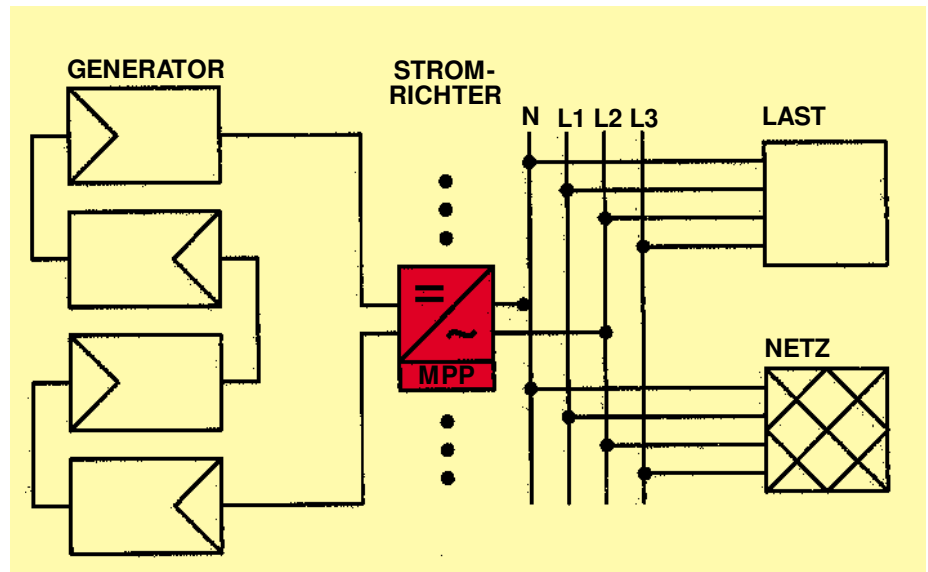 GENERATOR
STROM-
RICHTER
N L1 L2 L3
LAST
=
~
MPP
NETZ